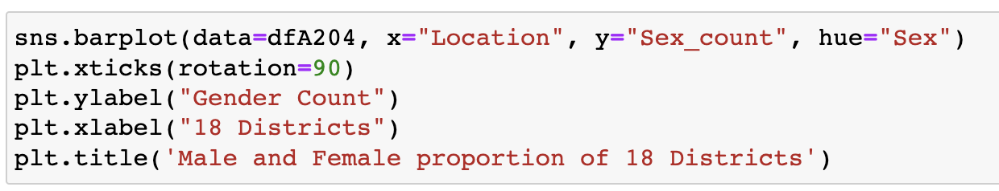 sns.barplot(data=dfA204, x="Location", y="Sex_count", hue="Sex")
plt.xticks(rotation=90)
plt.ylabel("Gender Count")
plt.xlabel("18 Districts")
plt.title('Male and Female proportion of 18 Districts')